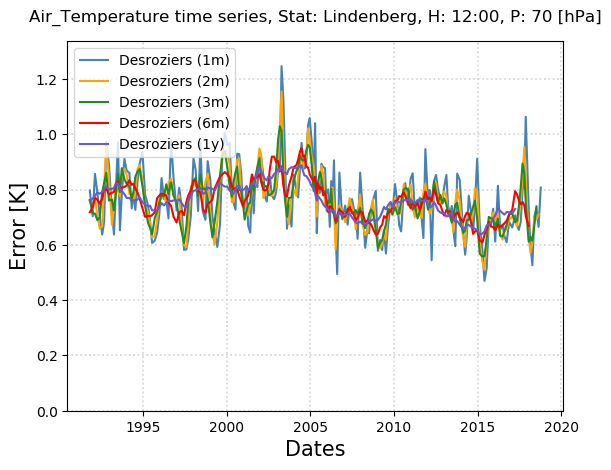 Air_Temperature time series, Stat: Lindenberg, H: 12:00, P: 70 [hPa]
Desroziers (1m)
Desroziers (2m)
Desroziers (3m)
Desroziers (6m)
Desroziers (1y)
1.2
1.0
0.8
0.6
0.4
0.2
0.0
Error [K]
1995 2000 2005 2010 2015 2020
Dates